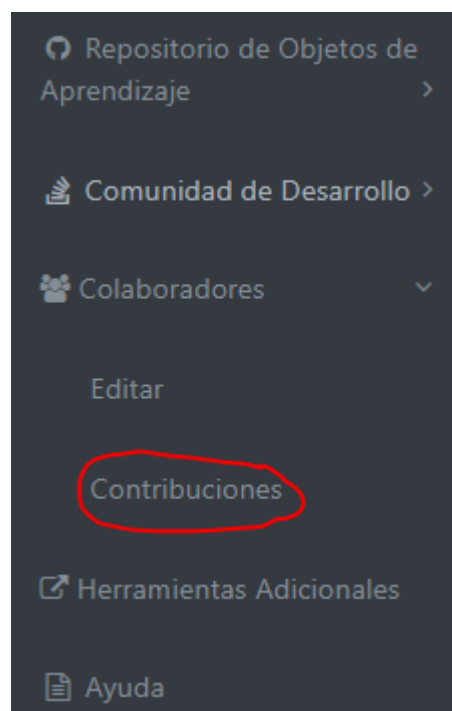 Repositorio de Objetos de
Aprendizaje
Comunidad de Desarrollo
Colaboradores
Editar
Contribuciones
Herramientas Adicionales
Ayuda